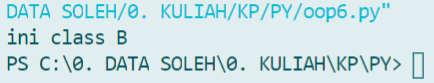 DATA SOLEH/0. KULIAH/KP/PY/oop6.py"
ini class B
PS C:\0. DATA SOLEH\0. KULIAH\KP\PY>